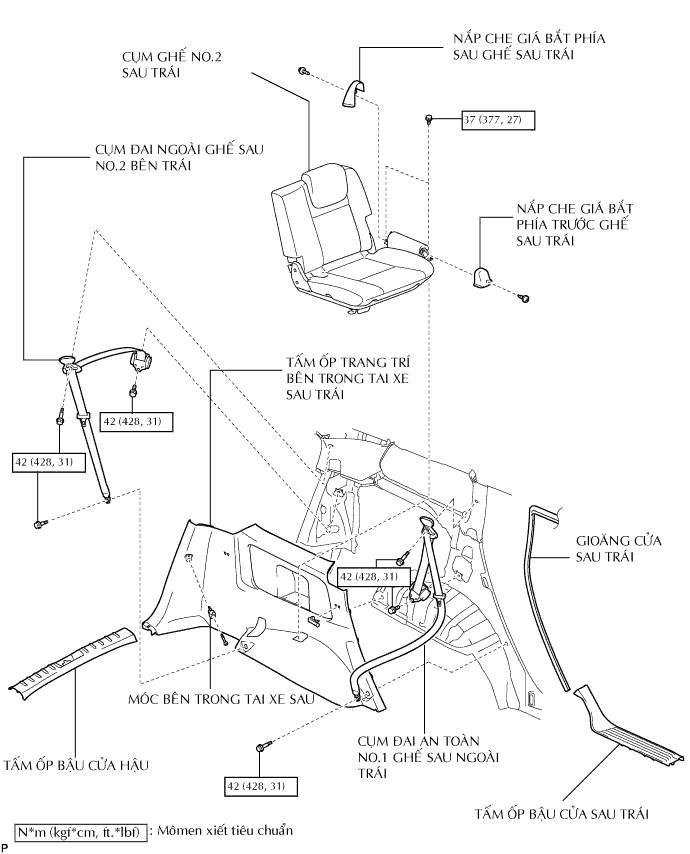 NẮP CHE GIÁ BẮT PHÍA
SAU GHẾ SAU TRÁI
CỤM GHẾ NO.2
SAU TRÁI
37 (377, 27)
CỤM ĐAI NGOÀI GHẾ SAU
NO.2 BÊN TRÁI
NẮP CHE GIÁ BẮT
PHÍA TRƯỚC GHẾ
SAU TRÁI
TẤM ỐP TRANG TRÍ
BÊN TRONG TAI XE
SAU TRÁI
42 (428, 31)
42 (428, 31)
GIOĂNG CỬA
SAU TRÁI
42 (428, 31)
MÓC BÊN TRONG TAI XE SAU
CỤM ĐAI AN TOÀN
NO.1 GHẾ SAU NGOÀI
TRÁI
TẤM ỐP BẬU CỬA HẬU
42 (428, 31)
TẤM ỐP BẬU CỬA SAU TRÁI
N*m (kgf*cm, ft.*lbf) : Mômen xiết tiêu chuẩn
P